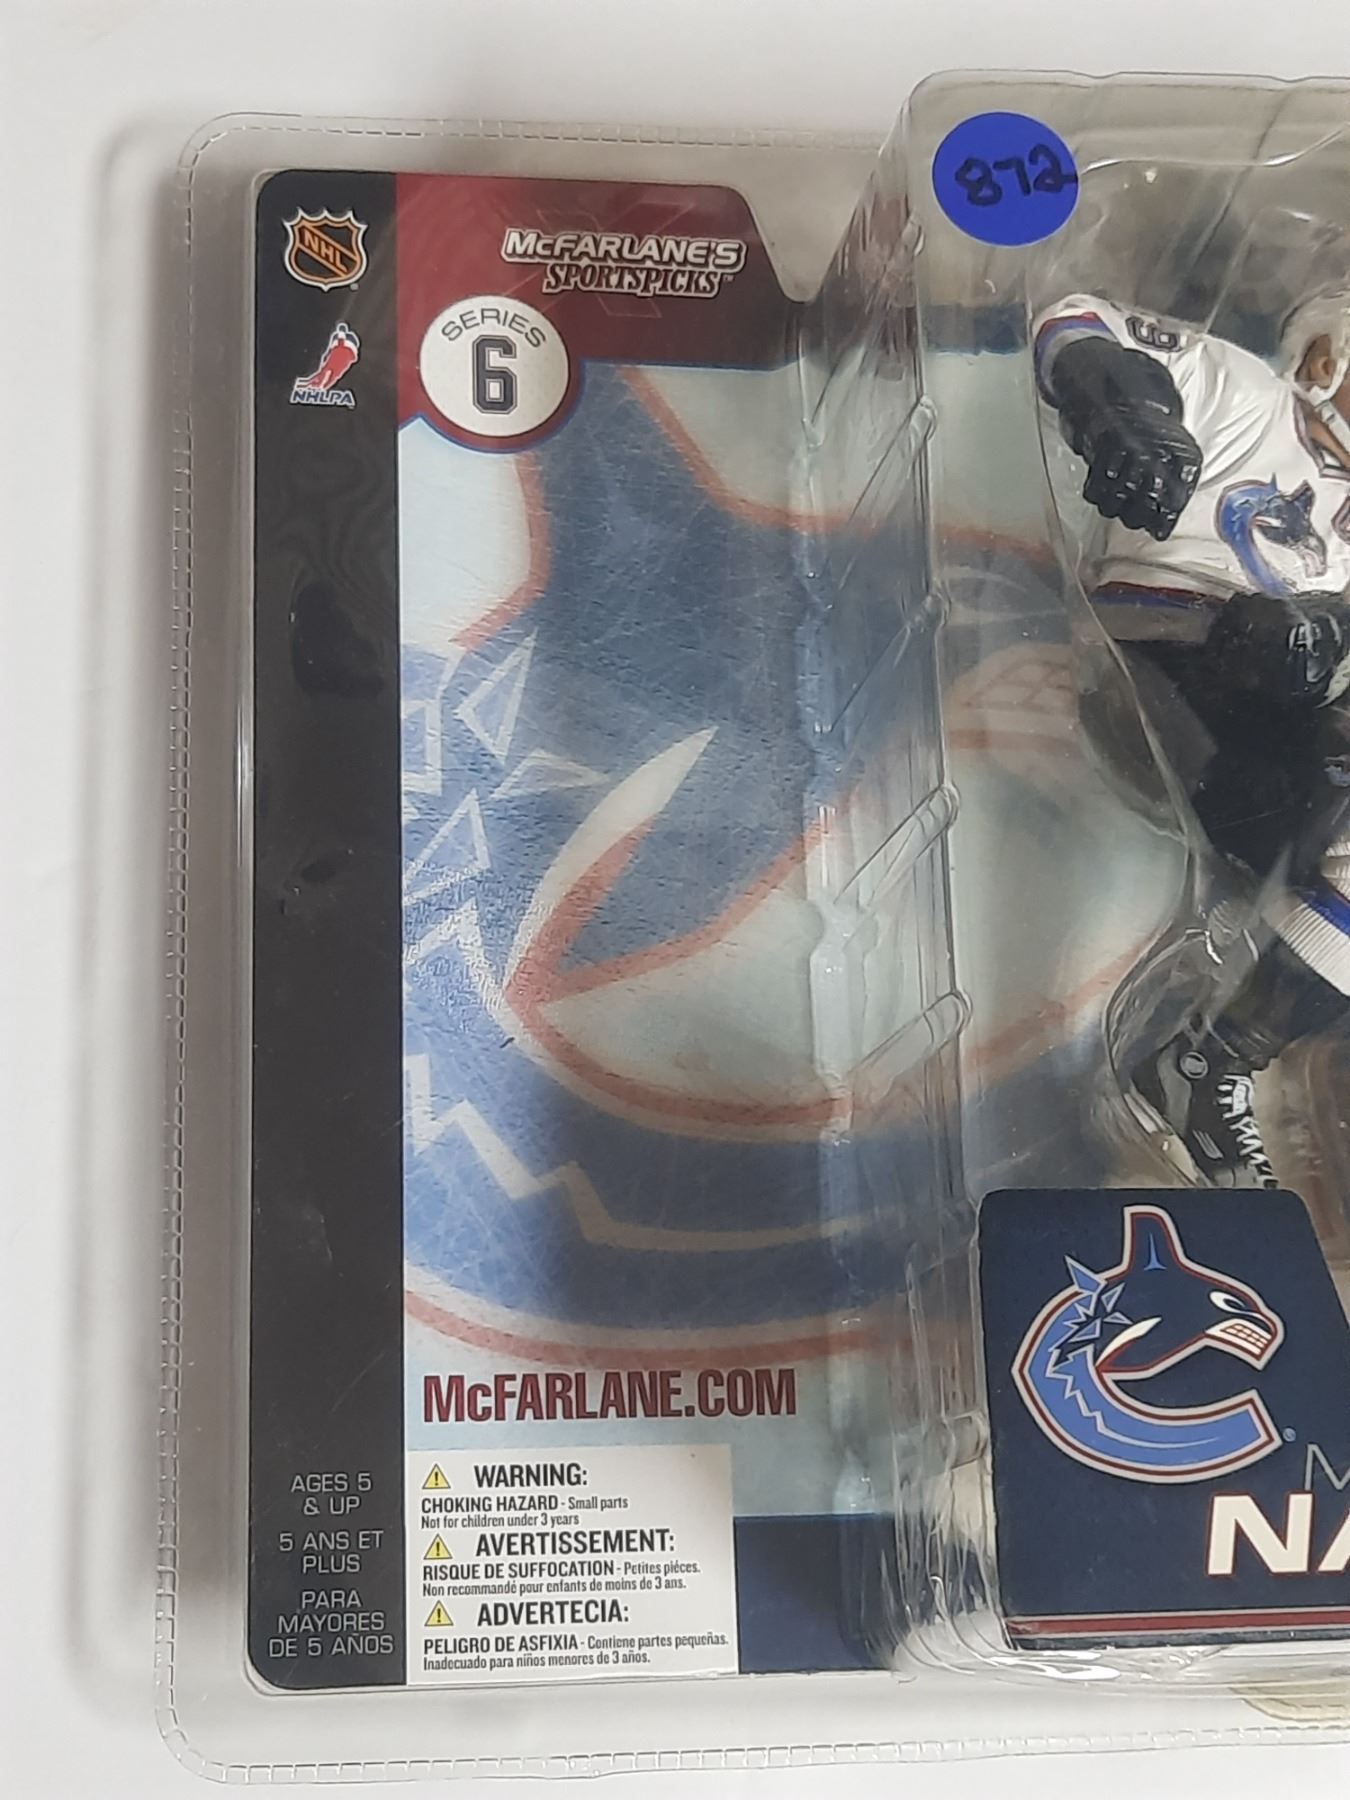 872
NHL
NHLPA
McFARLANE'S
SPORTSPICKS™
SERIES
6
McFARLANE.COM
AGES 5
& UP
5 ANS ET
PLUS
PARA
MAYORES
DE 5 AÑOS
WARNING:
CHOKING HAZARD - Small parts
Not for children under 3 years
AVERTISSEMENT:
RISQUE DE SUFFOCATION - Petites piéces.
Non recommandé pour enfants de moins de 3 ans.
ADVERTECIA:
PELIGRO DE ASFIXIA - Contiene partes pequeñas.
Inadecuado para niños menores de 3 años.
M
NA